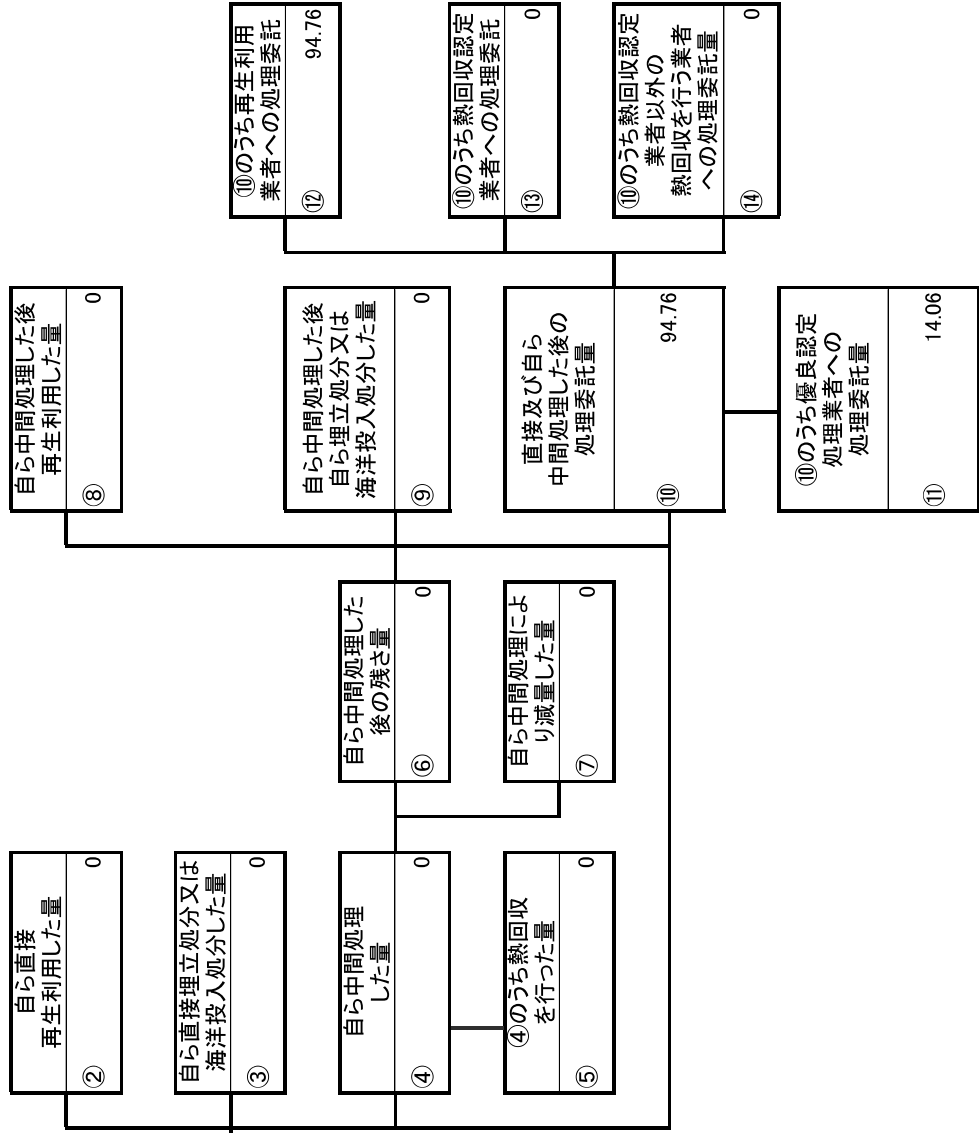 自ら直接
再生利用した量
②
0
自ら直接埋立処分又は
海洋投入処分した量
③
0
自ら中間処理
した量
④
0
④のうち熱回収
を行った量
⑤
0
自ら中間処理した
後の残さ量
⑥
0
自ら中間処理によ
り減量した量
⑦
0
自ら中間処理した後
再生利用した量
⑧
0
自ら中間処理した後
自ら埋立処分又は
海洋投入処分した量
⑨
0
直接及び自ら
中間処理した後の
処理委託量
⑩
94.76
⑩のうち優良認定
処理業者への
処理委託量
⑪
14.06
⑩のうち再生利用
業者への処理委託
⑫
94.76
⑩のうち熱回収認定
業者への処理委託
⑬
0
⑩のうち熱回収認定
業者以外の
熱回収を行う業者
への処理委託量
⑭
0